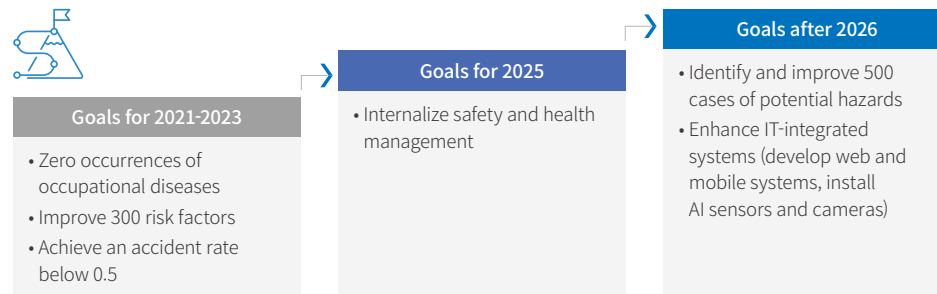 Goals for 2021-2023
• Zero occurrences of
occupational diseases
• Improve 300 risk factors
• Achieve an accident rate
below 0.5
Goals for 2025
• Internalize safety and health
management
Goals after 2026
• Identify and improve 500
cases of potential hazards
• Enhance IT-integrated
systems (develop web and
mobile systems, install
AI sensors and cameras)